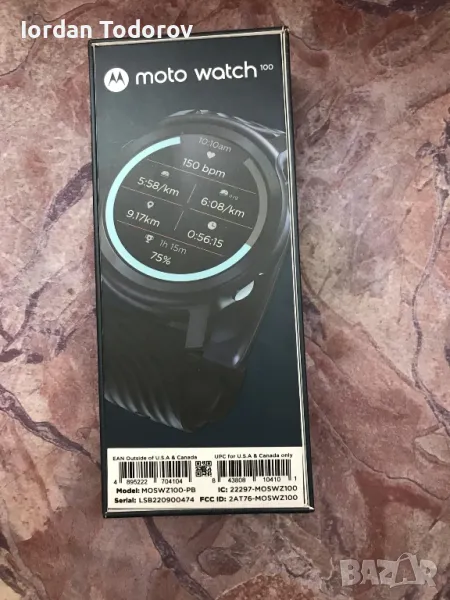 Iordan Todorov
moto watch 100
10:10am
150 bpm
5:58/km
6:08/km
9.17km
0:56:15
1h 15m
75%
EAN Outside of U.S.A & Canada
UPC for U.S.A & Canada only
4 895222 704104
8 43808 10410 1
Model: MOSWZ100-PB
IC: 22297-MOSWZ100
Serial: LSB220900474
FCC ID: 2AT76-MOSWZ100
bazar